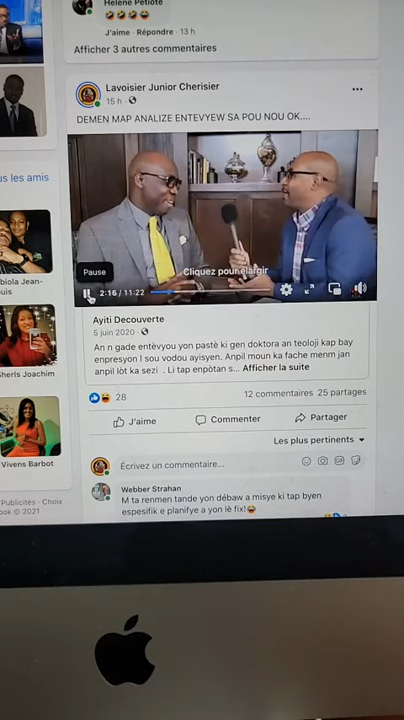 Hélène Petiote
J'aime · Répondre · 13 h
Afficher 3 autres commentaires
Lavoisier Junior Cherisier
15 h ·
DEMEN MAP ANALIZE ENTEVYEW SA POU NOU OK....
us les amis
Pause
Cliquez pour élargir
2:16 / 11:22
biola Jean-
ouis
Ayiti Decouverte
5 juin 2020 ·
An n gade entèvyou yon pastè ki gen doktora an teoloji kap bay
enpresyon l sou vodou ayisyen. Anpil moun ka fache menm jan
anpil lòt ka sezi . Li tap enpòtan s... Afficher la suite
Sherls Joachim
28
12 commentaires 25 partages
J'aime
Commenter
Partager
Les plus pertinents
Vivens Barbot
Écrivez un commentaire...
Webber Strahan
M ta renmen tande yon débaw a misye ki tap byen
espesifik e planifye a yon lè fix!
Publicités · Choix
ook © 2021